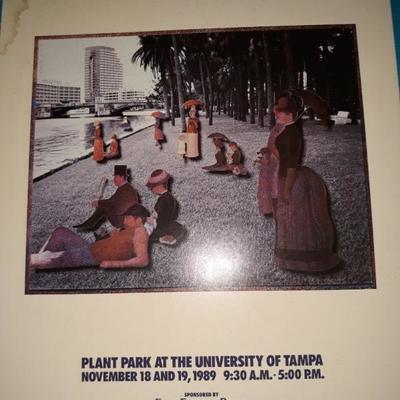 PLANT PARK AT THE UNIVERSITY OF TAMPA
NOVEMBER 18 AND 19, 1989 9:30 A.M.-5:00 P.M.
SPONSORED BY